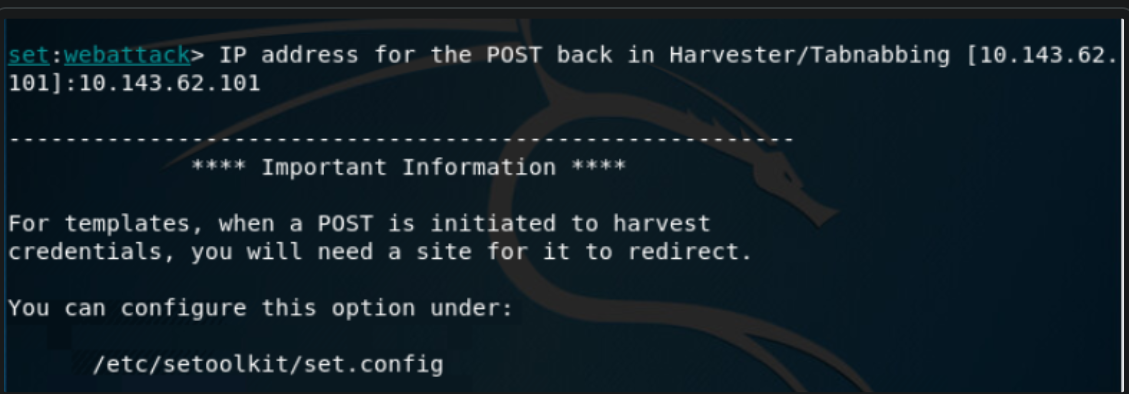 set:webattack> IP address for the POST back in Harvester/Tabnabbing [10.143.62.
101]:10.143.62.101
-------------------------------------------------------
**** Important Information ****
For templates, when a POST is initiated to harvest
credentials, you will need a site for it to redirect.
You can configure this option under:
/etc/setoolkit/set.config